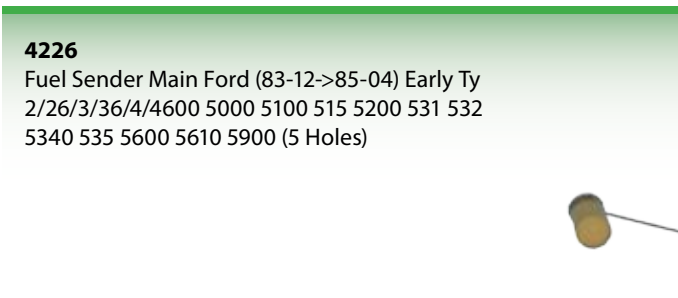 4226
Fuel Sender Main Ford (83-12->85-04) Early Ty
2/26/3/36/4/4600 5000 5100 515 5200 531 532
5340 535 5600 5610 5900 (5 Holes)